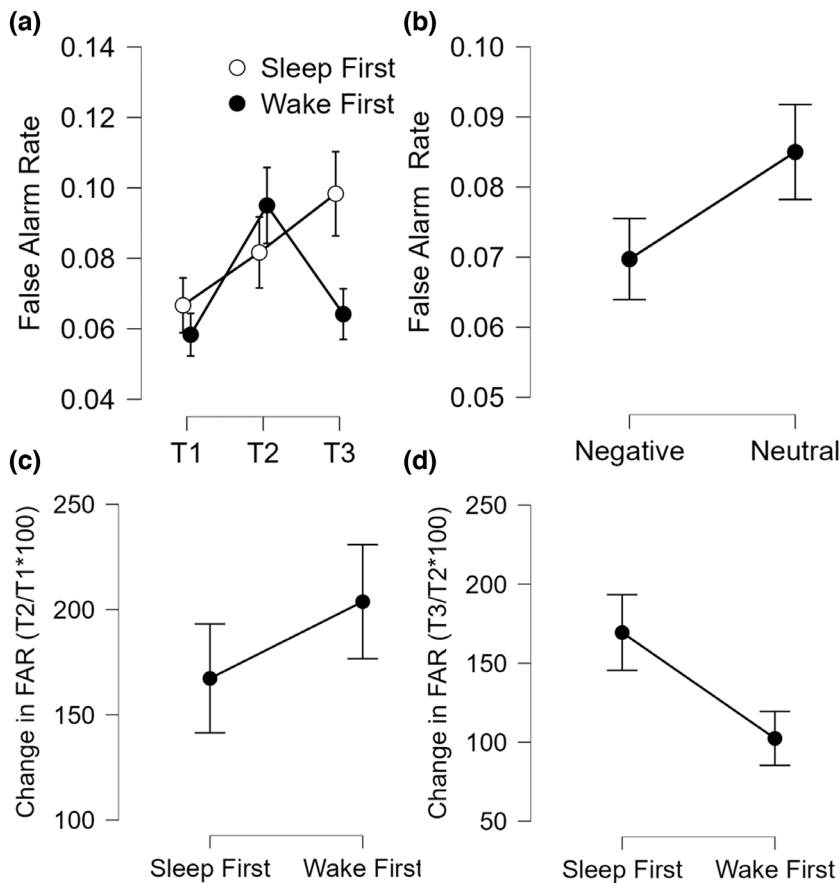 (a)
False Alarm Rate
0.14
0.12
0.10
0.08
0.06
0.04
Sleep First
Wake First
T1 T2 T3
(b)
False Alarm Rate
0.10
0.09
0.08
0.07
0.06
0.05
Negative Neutral
(c)
Change in FAR (T2/T1*100)
250
200
150
100
Sleep First Wake First
(d)
Change in FAR (T3/T2*100)
250
200
150
100
50
Sleep First Wake First